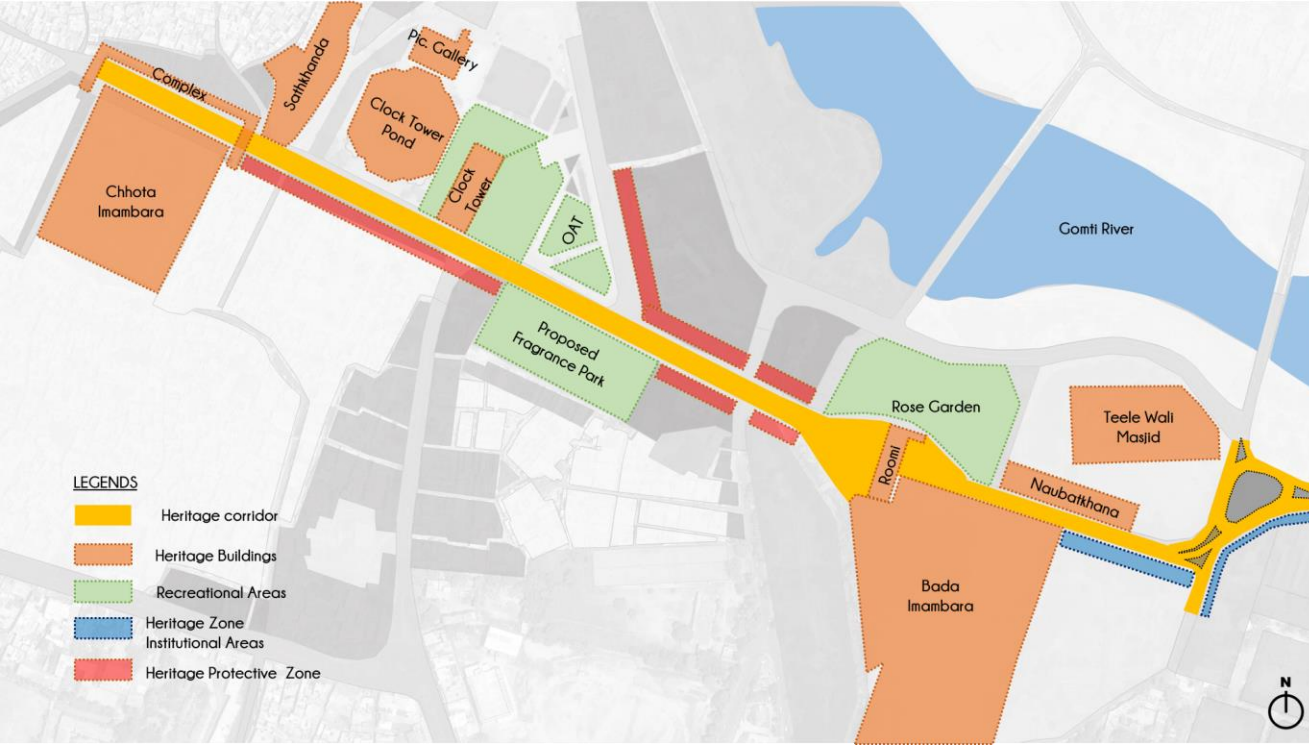 Complex
Sathkhanda
Pic. Gallery
Clock Tower
Pond
Chhota
Imambara
Clock
Tower
OAT
Gomti River
Proposed
Fragrance Park
Rose Garden
Teele Wali
Masjid
Roomi
Naubatkhana
Bada
Imambara
LEGENDS
Heritage corridor
Heritage Buildings
Recreational Areas
Heritage Zone
Institutional Areas
Heritage Protective Zone
N